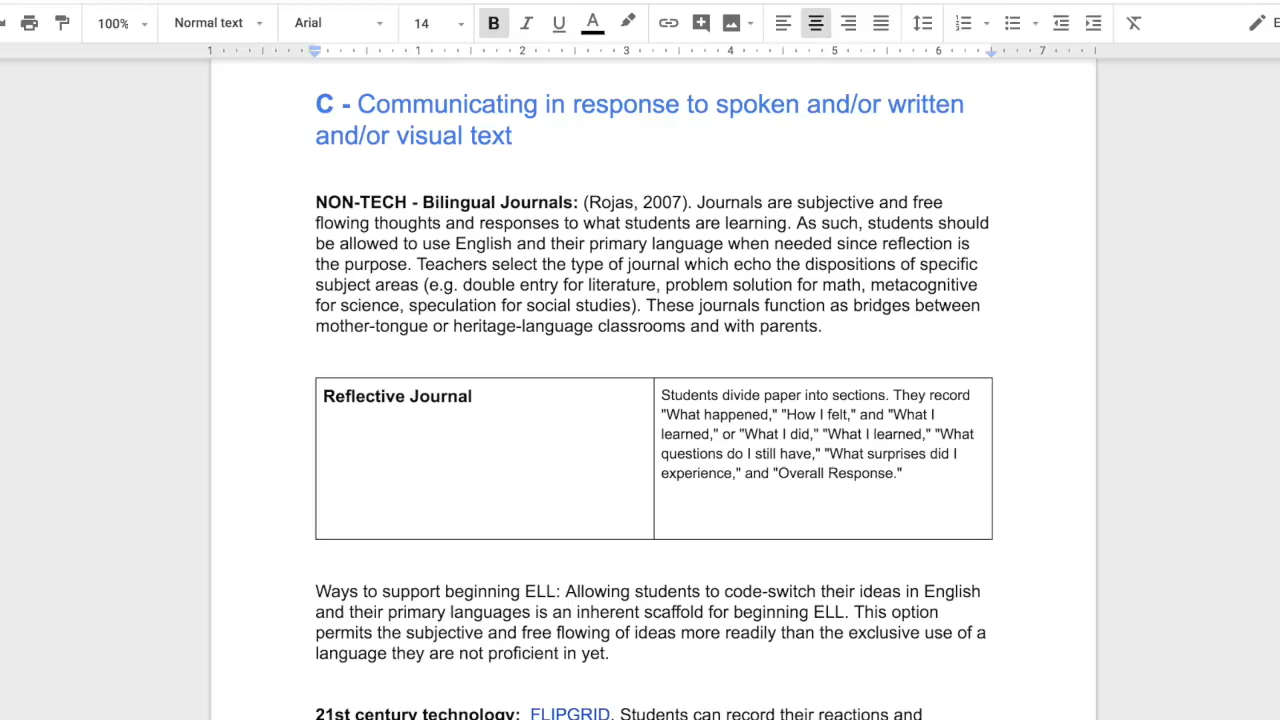 100% Normal text Arial 14 B I U A E
1 1 2 3 4 5 6 7
C - Communicating in response to spoken and/or written
and/or visual text
NON-TECH - Bilingual Journals: (Rojas, 2007). Journals are subjective and free
flowing thoughts and responses to what students are learning. As such, students should
be allowed to use English and their primary language when needed since reflection is
the purpose. Teachers select the type of journal which echo the dispositions of specific
subject areas (e.g. double entry for literature, problem solution for math, metacognitive
for science, speculation for social studies). These journals function as bridges between
mother-tongue or heritage-language classrooms and with parents.
Reflective Journal
Students divide paper into sections. They record
"What happened," "How I felt," and "What I
learned," or "What I did," "What I learned," "What
questions do I still have," "What surprises did I
experience," and "Overall Response."
Ways to support beginning ELL: Allowing students to code-switch their ideas in English
and their primary languages is an inherent scaffold for beginning ELL. This option
permits the subjective and free flowing of ideas more readily than the exclusive use of a
language they are not proficient in yet.
21st century technology: FLIPGRID. Students can record their reactions and